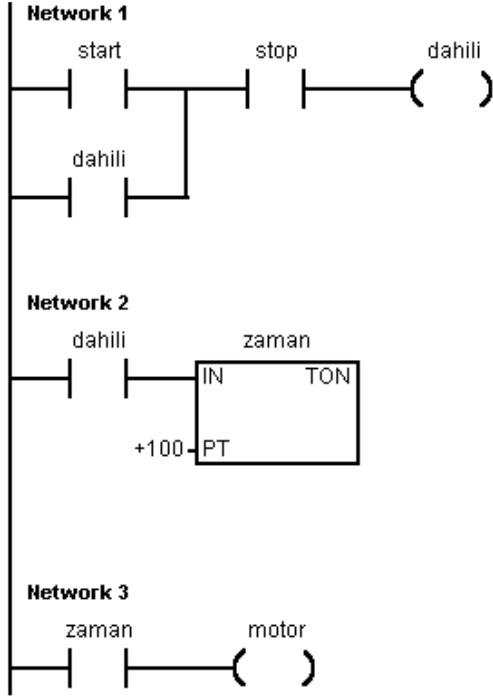 Network 1
start stop dahili
dahili
Network 2
dahili zaman
IN TON
+100 PT
Network 3
zaman motor